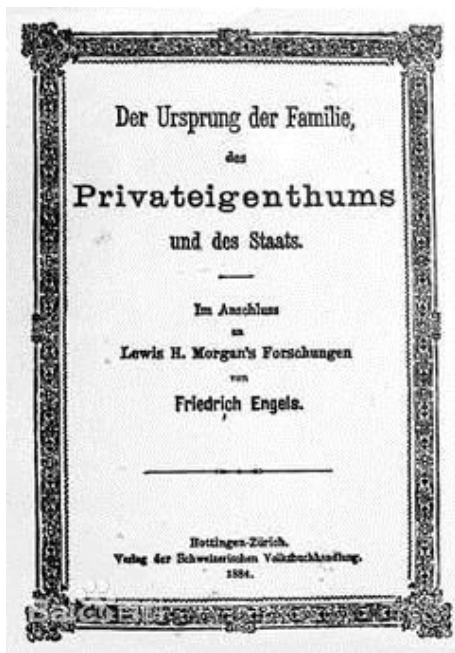 Der Ursprung der Familie,
des
Privateigenthums
und des Staats.
Im Anschluss
an
Lewis H. Morgan's Forschungen
von
Friedrich Engels.
Hottingen-Zürich.
Verlag der Schweizerischen Volksbuchhandlung.
1884.